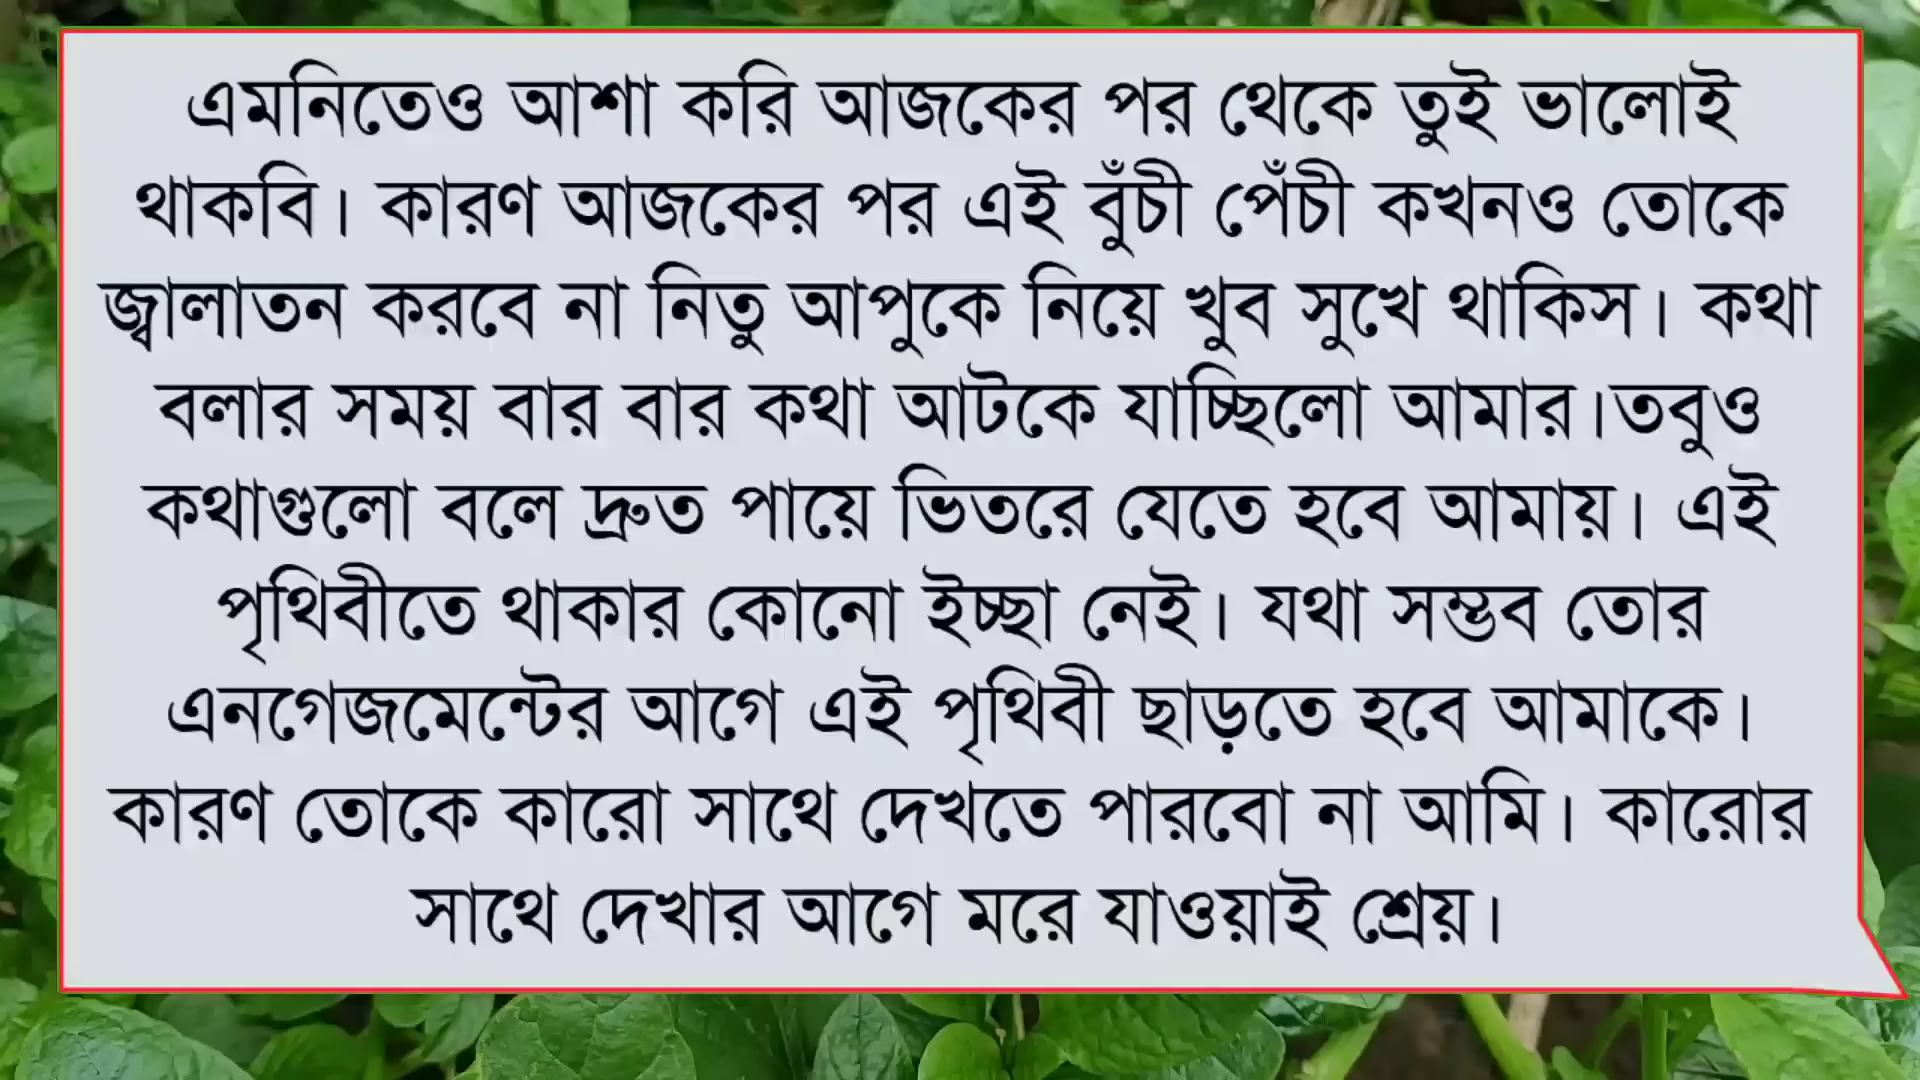 এমনিতেও আশা করি আজকের পর থেকে তুই ভালোই
থাকবি। কারণ আজকের পর এই বুঁচী পেঁচী কখনও তোকে
জ্বালাতন করবে না নিতু আপুকে নিয়ে খুব সুখে থাকিস। কথা
বলার সময় বার বার কথা আটকে যাচ্ছিলো আমার।তবুও
কথাগুলো বলে দ্রুত পায়ে ভিতরে যেতে হবে আমায়। এই
পৃথিবীতে থাকার কোনো ইচ্ছা নেই। যথা সম্ভব তোর
এনগেজমেন্টের আগে এই পৃথিবী ছাড়তে হবে আমাকে।
কারণ তোকে কারো সাথে দেখতে পারবো না আমি। কারোর
সাথে দেখার আগে মরে যাওয়াই শ্রেয়।